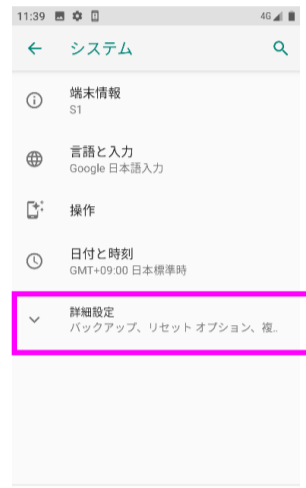 11:39
4G
システム
端末情報
S1
言語と入力
Google 日本語入力
操作
日付と時刻
GMT+09:00 日本標準時
詳細設定
バックアップ、リセット オプション、複..